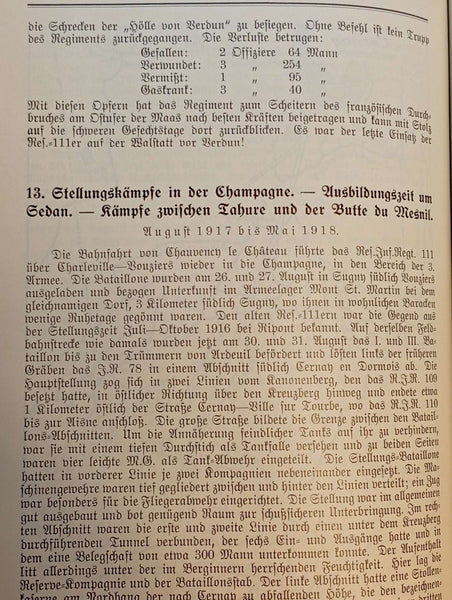 die Schrecken der „Hölle von Verdun“ zu besiegen. Ohne Befehl ist kein Trupp
des Regiments zurückgegangen. Die Verluste betrugen:
Gefallen: 2 Offiziere 64 Mann
Verwundet: 3 „ 254 „
Vermißt: 1 „ 95 „
Gaskrank: 3 „ 40 „
Mit diesen Opfern hat das Regiment zum Scheitern des französischen Durch-
bruches am Ostufer der Maas nach besten Kräften beigetragen und kann mit Stolz
auf die schweren Gefechtstage dort zurückblicken. Es war der letzte Einsatz der
Res.-111er auf der Walstatt vor Verdun!
13. Stellungskämpfe in der Champagne. — Ausbildungszeit um
Sedan. — Kämpfe zwischen Tahure und der Butte du Mesnil.
August 1917 bis Mai 1918.
Die Bahnfahrt von Chauvency le Château führte das Res.Inf.Regt. 111
über Charleville—Vouziers wieder in die Champagne, in den Bereich der 3.
Armee. Die Bataillone wurden am 26. und 27. August in Sugny südlich Vouziers
ausgeladen und bezogen Unterkunft im Armeelager Mont St. Martin bei dem
gleichnamigen Dorf, 3 Kilometer südlich Sugny, wo ihnen in wohnlichen Baracken
wenige Ruhetage gegönnt waren. Den alten Res.-111ern war die Gegend aus
der Stellungszeit Juli—Oktober 1916 bei Ripont bekannt. Auf derselben Feld-
bahnstrecke wie damals wurden jetzt am 30. und 31. August das I. und III. Ba-
taillon bis zu den Trümmern von Ardeuil befördert und lösten links der früheren
Gräben das J.R. 78 in einem Abschnitt südlich Cernay en Dormois ab. Die
Hauptstellung zog sich in zwei Linien vom Kanonenberg, den das R.J.R. 109
besetzt hatte, in östlicher Richtung über den Kreuzberg hinweg und endete etwa
1 Kilometer östlich der Straße Cernay—Ville sur Tourbe, wo das R.J.R. 110
bis zur Aisne anschloß. Die große Straße bildete die Grenze zwischen den Batail-
lons-Abschnitten. Um die Annäherung feindlicher Tanks auf ihr zu verhindern,
war sie mit einem tiefen Durchstich als Tankfalle versehen und zu beiden Seiten
waren vier leichte M.G. als Tank-Abwehr eingeteilt. Die Stellungs-Bataillone
hatten in vorderer Linie je zwei Kompagnien nebeneinander eingesetzt. Die Ma-
schinengewehre waren tief gegliedert zwischen und hinter den Linien verteilt; ein Zug
war besonders für die Fliegerabwehr eingerichtet. Die Stellung war im allgemeinen
gut ausgebaut und bot genügend Raum zur schußsicheren Unterbringung. Im rech-
ten Abschnitt waren die erste und zweite Linie durch einen unter dem Kreuzberg
durchführenden Tunnel verbunden, der sechs Ein- und Ausgänge hatte und in
dem eine Belegschaft von etwa 300 Mann unterkommen konnte. Der Aufenthalt
litt allerdings unter der im Berginnern herrschenden Feuchtigkeit. Hier lag die
Reserve-Kompagnie und der Bataillonsstab. Der linke Abschnitt hatte eine Stollen-
kaserne am Nordhang der nach Cernay zu abfallenden Höhe, die den bezeichnen-